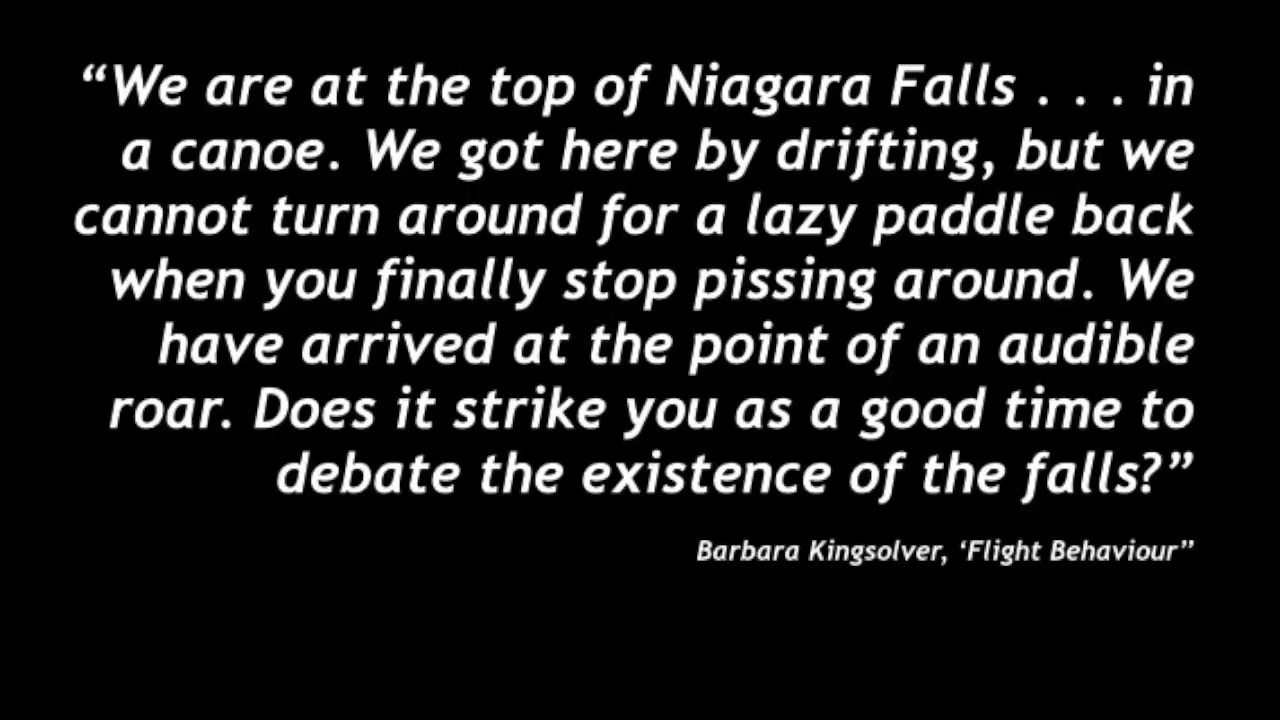 “We are at the top of Niagara Falls . . . in
a canoe. We got here by drifting, but we
cannot turn around for a lazy paddle back
when you finally stop pissing around. We
have arrived at the point of an audible
roar. Does it strike you as a good time to
debate the existence of the falls?”
Barbara Kingsolver, ‘Flight Behaviour”